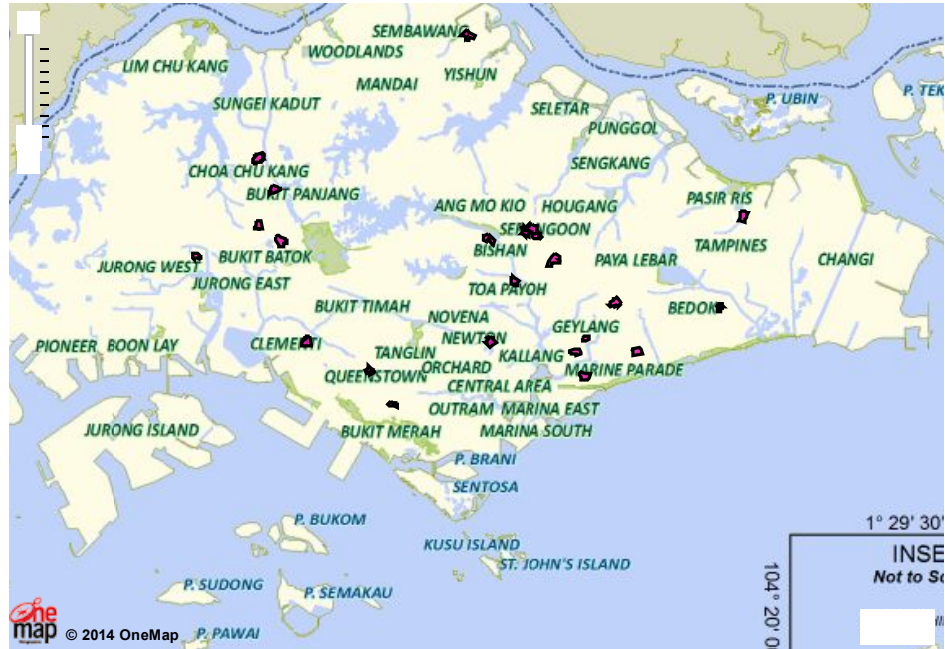 SEMBAWANG
WOODLANDS
LIM CHU KANG
YISHUN
MANDAI
P. UBIN
P. TEK
SUNGEI KADUT
SELETAR
PUNGGOL
SENGKANG
CHOA CHU KANG
BUKIT PANJANG
PASIR RIS
ANG MO KIO
HOUGANG
SERANGOON
BISHAN
TAMPINES
BUKIT BATOK
PAYA LEBAR
CHANGI
JURONG WEST
JURONG EAST
TOA PAYOH
BUKIT TIMAH
BEDOK
NOVENA
GEYLANG
NEWTON
PIONEER
BOON LAY
CLEMENTI
TANGLIN
KALLANG
ORCHARD
MARINE PARADE
QUEENSTOWN
CENTRAL AREA
OUTRAM
MARINA EAST
JURONG ISLAND
BUKIT MERAH
MARINA SOUTH
P. BRANI
SENTOSA
P. BUKOM
1° 29' 30'
KUSU ISLAND
INSE
ST. JOHN'S ISLAND
Not to Sc
104° 20' 0
P. SUDONG
P. SEMAKAU
One
map
© 2014 OneMap
P. PAWAI